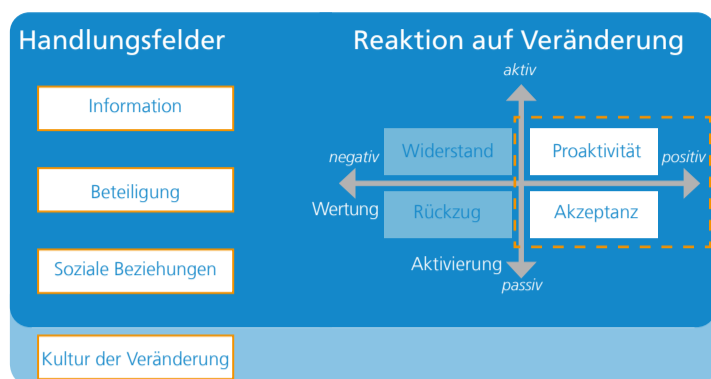 Handlungsfelder
Information
Beteiligung
Soziale Beziehungen
Kultur der Veränderung
Reaktion auf Veränderung
aktiv
Widerstand
Proaktivität
negativ
positiv
Wertung
Rückzug
Akzeptanz
Aktivierung
passiv